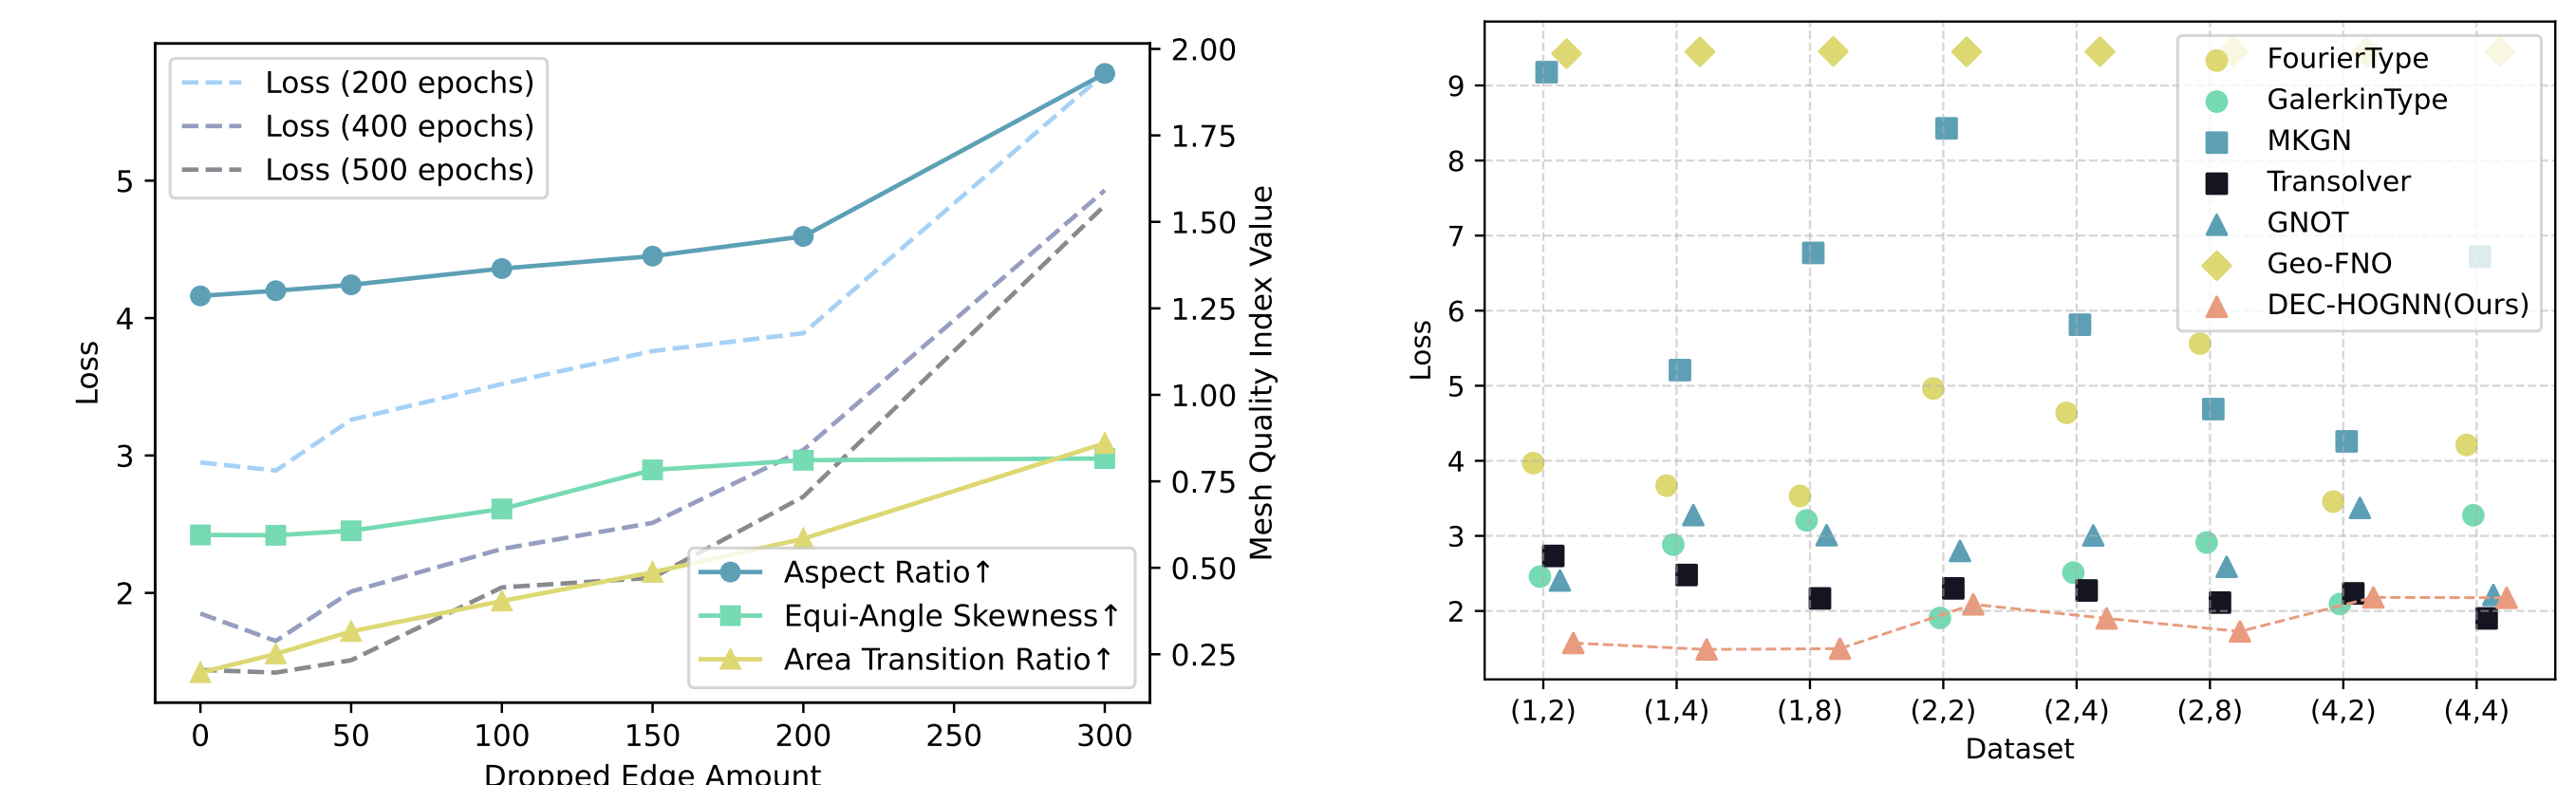 Loss (200 epochs)
Loss (400 epochs)
Loss (500 epochs)
Aspect Ratio↑
Equi-Angle Skewness↑
Area Transition Ratio↑
Loss
5
4
3
2
2.00
1.75
1.50
1.25
1.00
0.75
0.50
0.25
Mesh Quality Index Value
0 50 100 150 200 250 300
Dropped Edge Amount
FourierType
GalerkinType
MKGN
Transolver
GNOT
Geo-FNO
DEC-HOGNN(Ours)
Loss
9
8
7
6
5
4
3
2
(1,2) (1,4) (1,8) (2,2) (2,4) (2,8) (4,2) (4,4)
Dataset